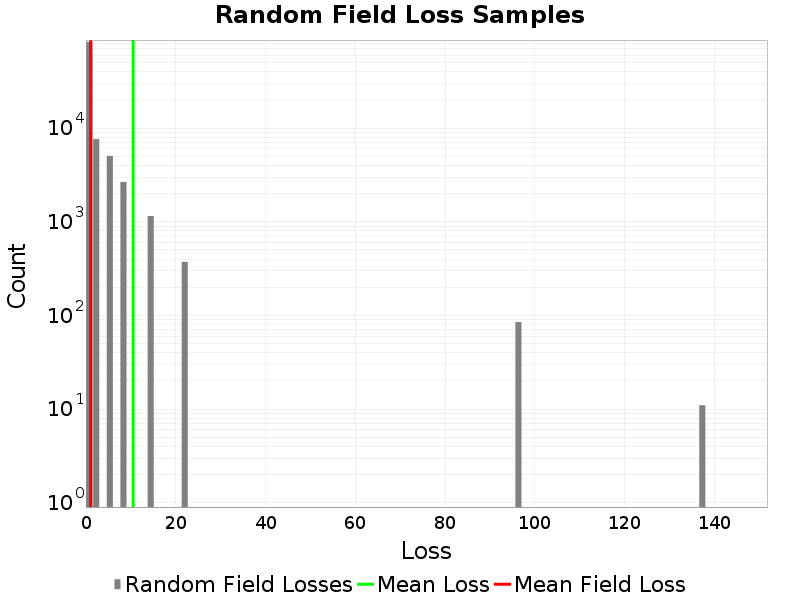 Random Field Loss Samples
Count
10^4
10^3
10^2
10^1
10^0
0 20 40 60 80 100 120 140
Loss
Random Field Losses Mean Loss Mean Field Loss